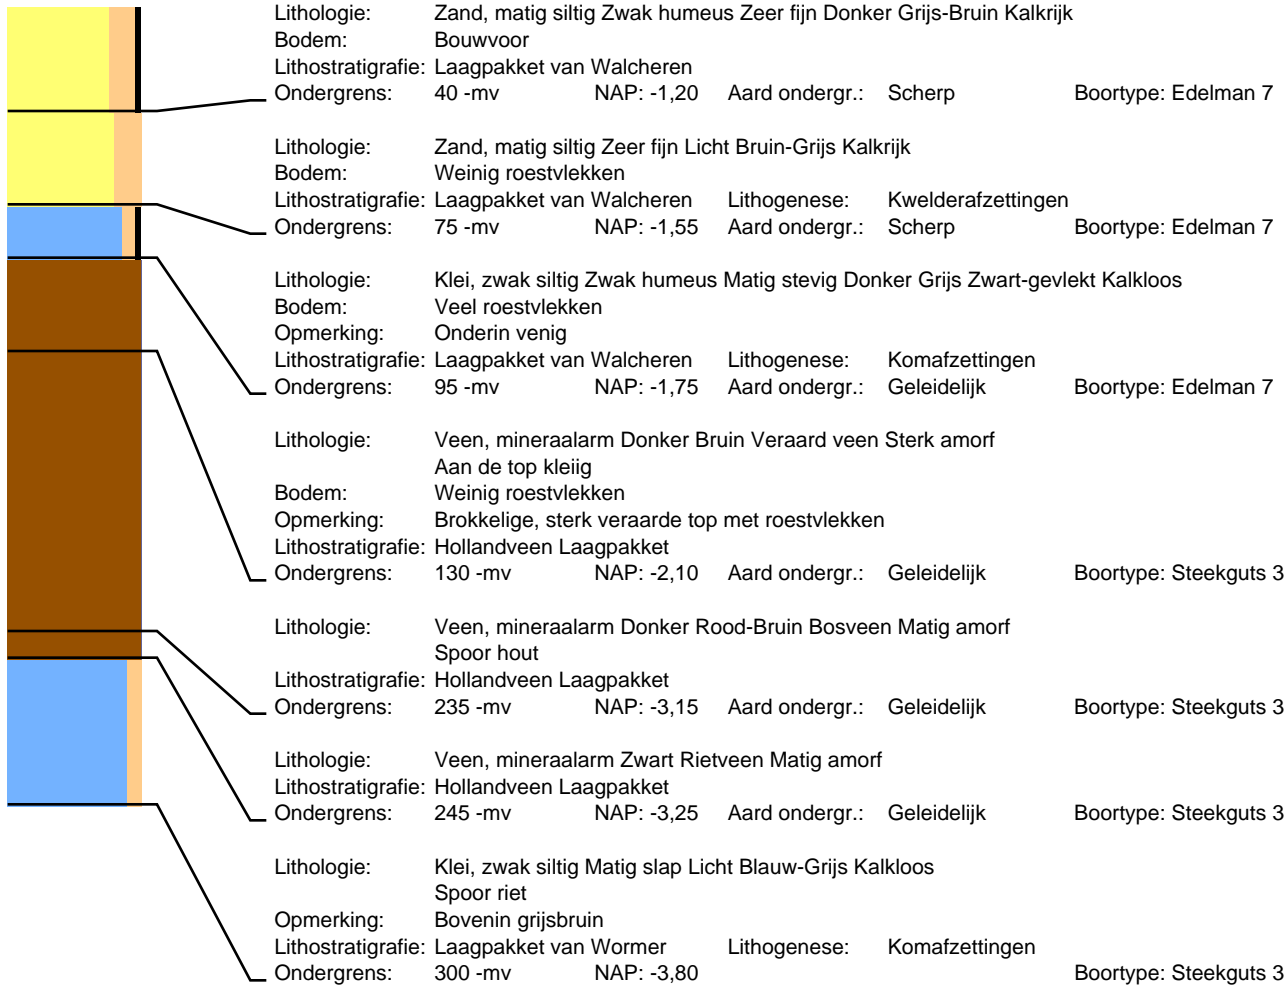 Lithologie: Zand, matig siltig Zwak humeus Zeer fijn Donker Grijs-Bruin Kalkrijk
Bodem: Bouwvoor
Lithostratigrafie: Laagpakket van Walcheren
Ondergrens: 40 -mv NAP: -1,20 Aard ondergr.: Scherp Boortype: Edelman 7
Lithologie: Zand, matig siltig Zeer fijn Licht Bruin-Grijs Kalkrijk
Bodem: Weinig roestvlekken
Lithostratigrafie: Laagpakket van Walcheren Lithogenese: Kwelderafzettingen
Ondergrens: 75 -mv NAP: -1,55 Aard ondergr.: Scherp Boortype: Edelman 7
Lithologie: Klei, zwak siltig Zwak humeus Matig stevig Donker Grijs Zwart-gevlekt Kalkloos
Bodem: Veel roestvlekken
Opmerking: Onderin venig
Lithostratigrafie: Laagpakket van Walcheren Lithogenese: Komafzettingen
Ondergrens: 95 -mv NAP: -1,75 Aard ondergr.: Geleidelijk Boortype: Edelman 7
Lithologie: Veen, mineraalarm Donker Bruin Veraard veen Sterk amorf
Aan de top kleiig
Bodem: Weinig roestvlekken
Opmerking: Brokkelige, sterk veraarde top met roestvlekken
Lithostratigrafie: Hollandveen Laagpakket
Ondergrens: 130 -mv NAP: -2,10 Aard ondergr.: Geleidelijk Boortype: Steekguts 3
Lithologie: Veen, mineraalarm Donker Rood-Bruin Bosveen Matig amorf
Spoor hout
Lithostratigrafie: Hollandveen Laagpakket
Ondergrens: 235 -mv NAP: -3,15 Aard ondergr.: Geleidelijk Boortype: Steekguts 3
Lithologie: Veen, mineraalarm Zwart Rietveen Matig amorf
Lithostratigrafie: Hollandveen Laagpakket
Ondergrens: 245 -mv NAP: -3,25 Aard ondergr.: Geleidelijk Boortype: Steekguts 3
Lithologie: Klei, zwak siltig Matig slap Licht Blauw-Grijs Kalkloos
Spoor riet
Opmerking: Bovenin grijsbruin
Lithostratigrafie: Laagpakket van Wormer Lithogenese: Komafzettingen
Ondergrens: 300 -mv NAP: -3,80 Boortype: Steekguts 3